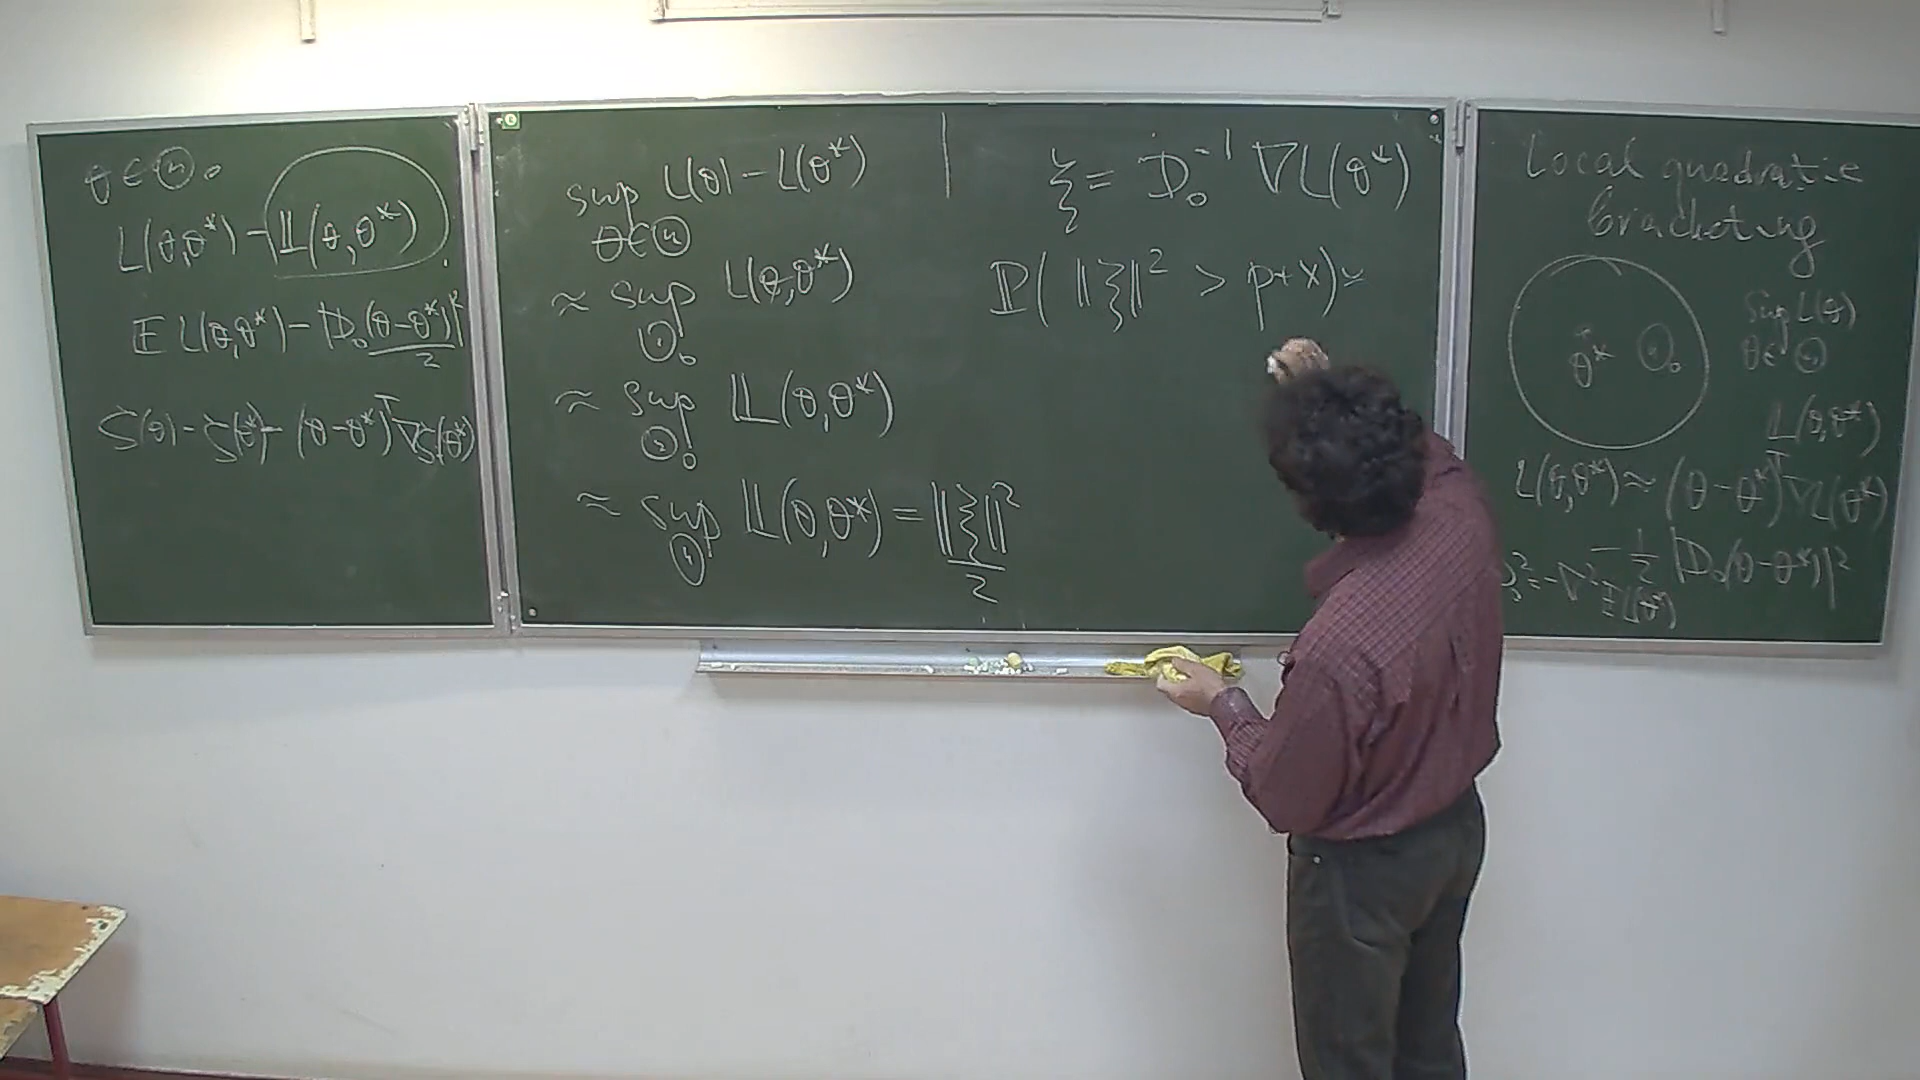 θ ∈ Θ₀
L(θ,θ*) - 𝕃(θ,θ*)
E L(θ,θ*) - |D₀(θ-θ*)|²/2
ζ(θ) - ζ(θ*) - (θ-θ*)ᵀ∇ζ(θ*)
sup L(θ) - L(θ*)
θ∈Θ
≈ sup L(θ,θ*)
Θ₀
≈ sup 𝕃(θ,θ*)
Θ₀
≈ sup 𝕃(θ,θ*) = ‖ξ‖²/2
Θ
ξ = D₀⁻¹ ∇L(θ*)
ℙ( ‖ξ‖² > p+x) ≈
Local quadratic
bracketing
θ* Θ₀
sup L(θ)
θ∈Θ
𝕃(θ,θ*)
L(θ,θ*) ≈ (θ-θ*)ᵀ∇L(θ*)
- 1/2 |D₀(θ-θ*)|²
D₀² = -∇² E L(θ*)